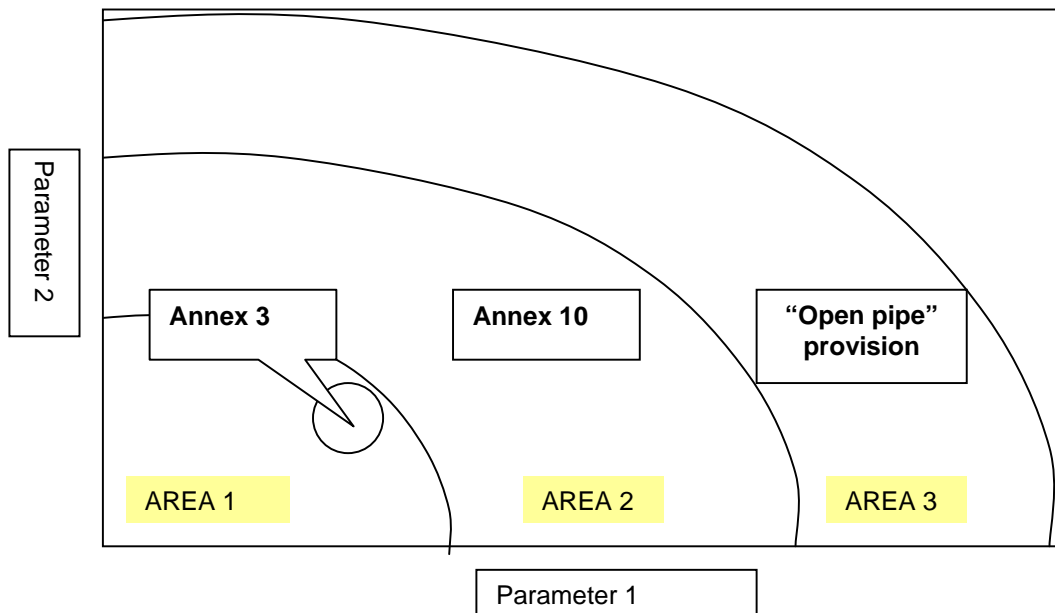 Parameter 2
Annex 3
Annex 10
“Open pipe”
provision
AREA 1
AREA 2
AREA 3
Parameter 1